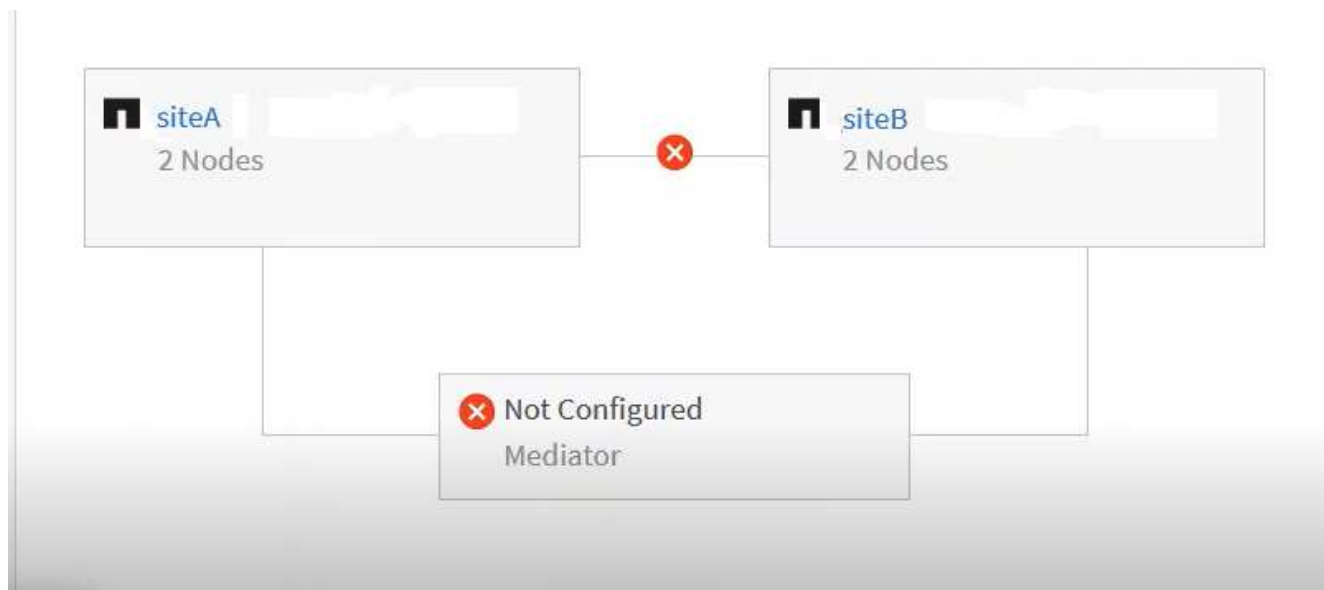 siteA
2 Nodes
siteB
2 Nodes
Not Configured
Mediator